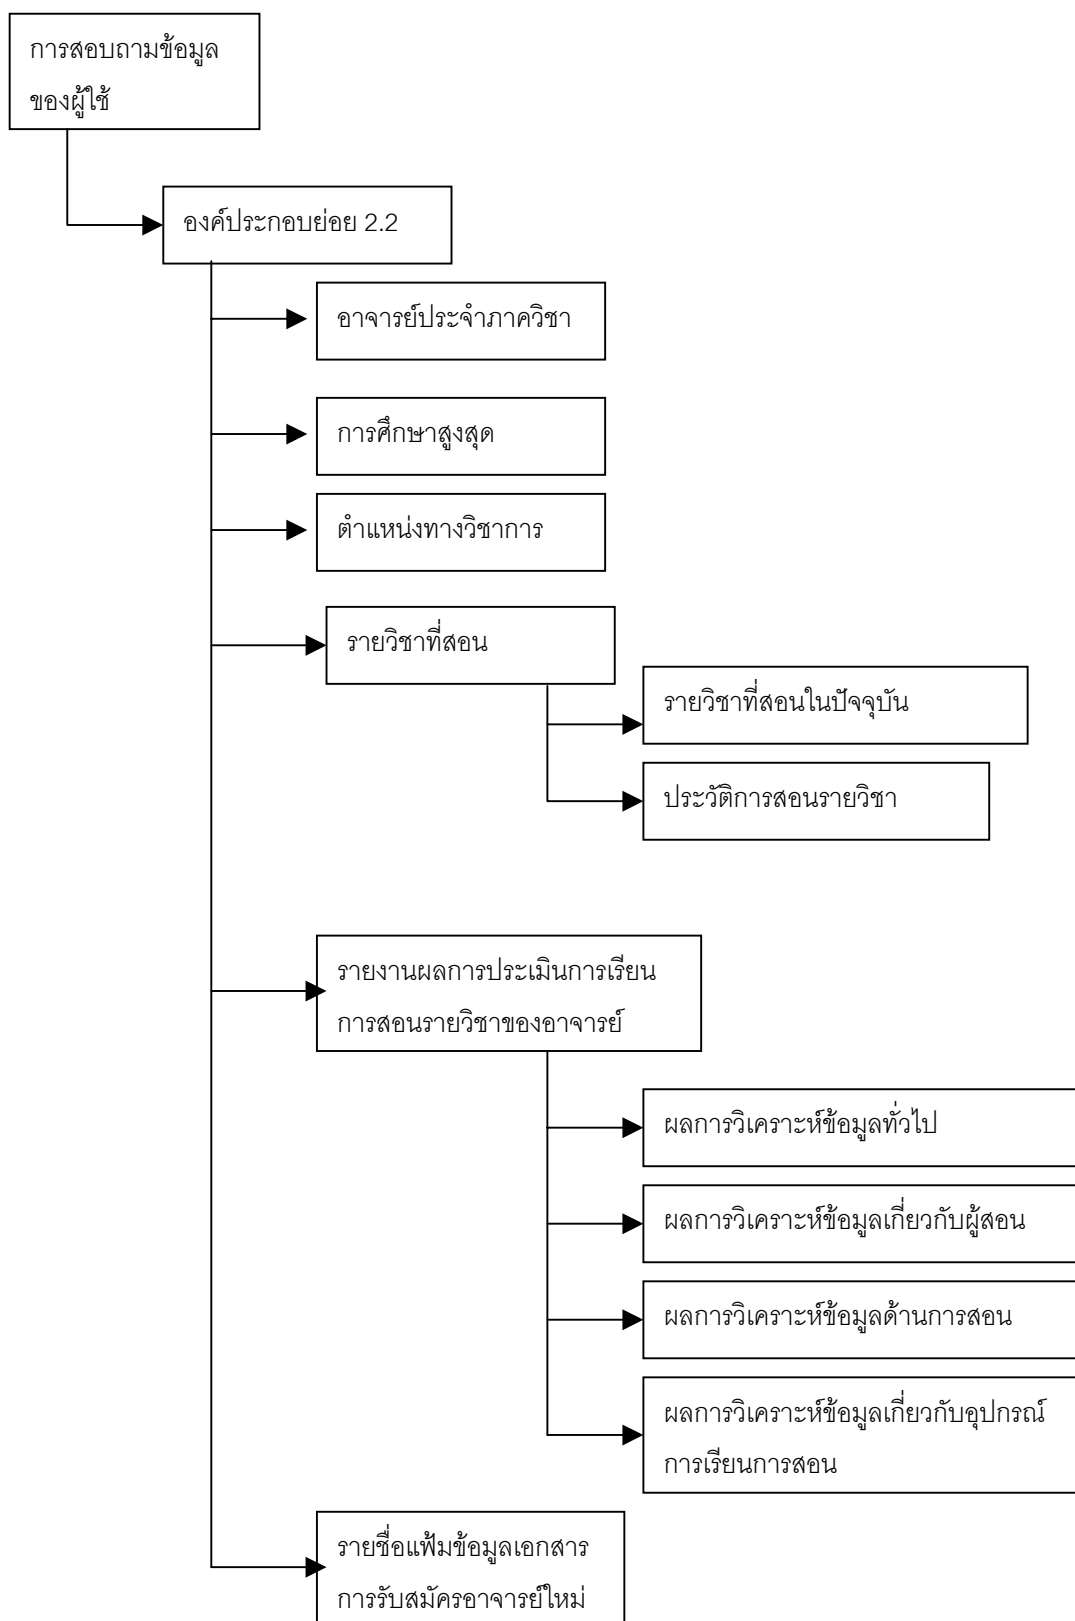 การสอบถามข้อมูล
ของผู้ใช้
องค์ประกอบย่อย 2.2
อาจารย์ประจำภาควิชา
การศึกษาสูงสุด
ตำแหน่งทางวิชาการ
รายวิชาที่สอน
รายวิชาที่สอนในปัจจุบัน
ประวัติการสอนรายวิชา
รายงานผลการประเมินการเรียน
การสอนรายวิชาของอาจารย์
ผลการวิเคราะห์ข้อมูลทั่วไป
ผลการวิเคราะห์ข้อมูลเกี่ยวกับผู้สอน
ผลการวิเคราะห์ข้อมูลด้านการสอน
ผลการวิเคราะห์ข้อมูลเกี่ยวกับอุปกรณ์
การเรียนการสอน
รายชื่อแฟ้มข้อมูลเอกสาร
การรับสมัครอาจารย์ใหม่